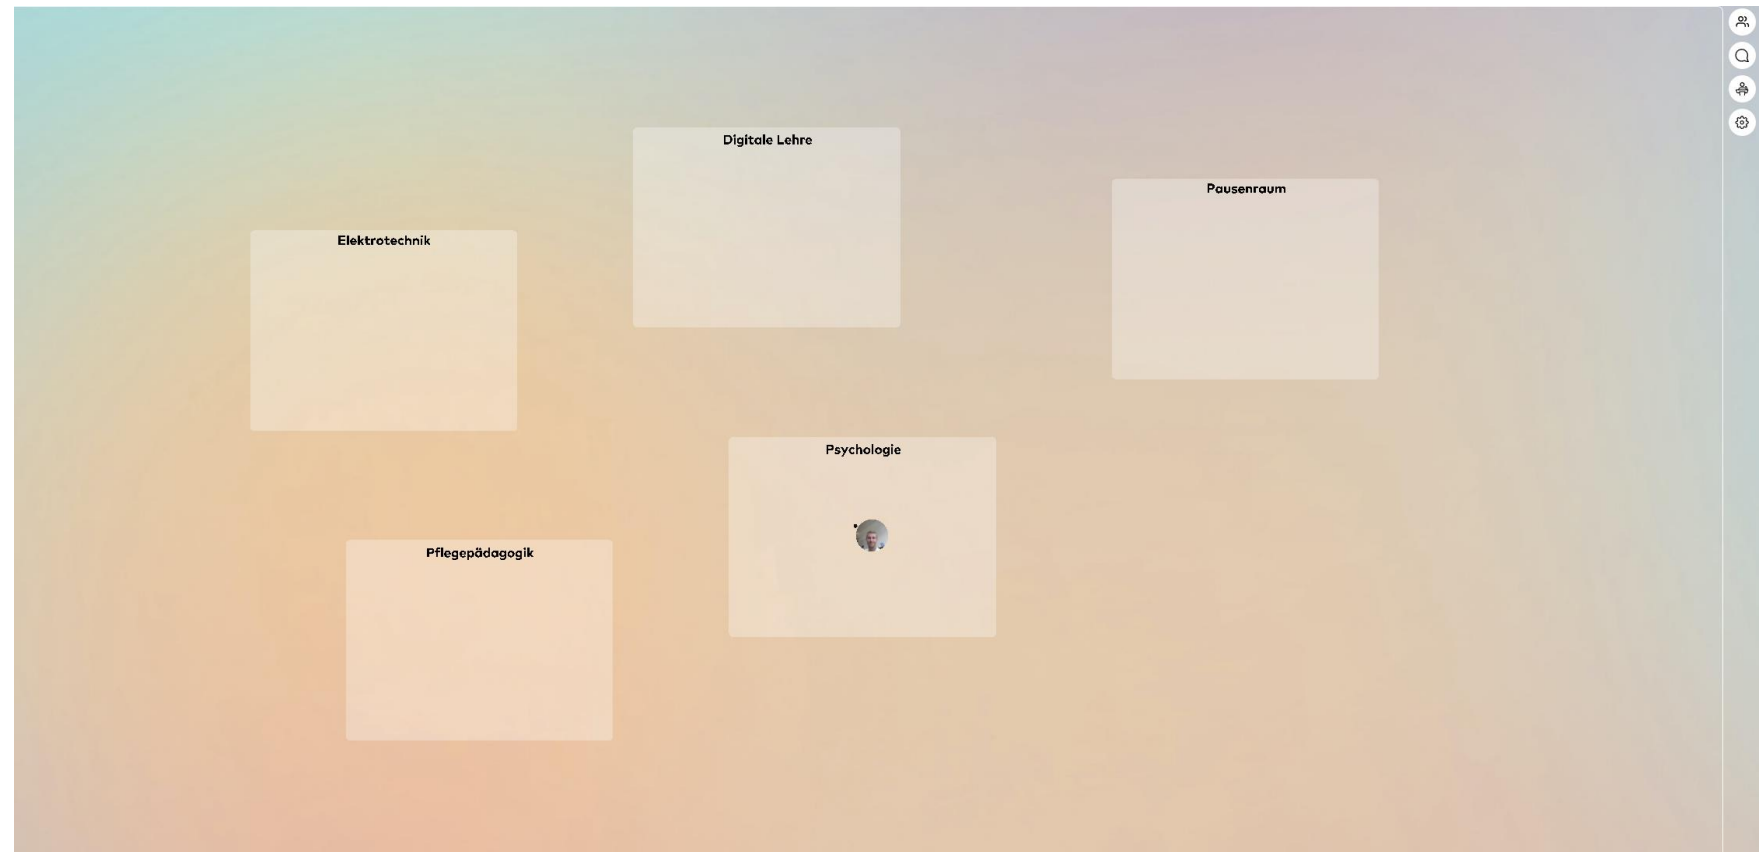 Digitale Lehre
Pausenraum
Elektrotechnik
Psychologie
Pflegepädagogik